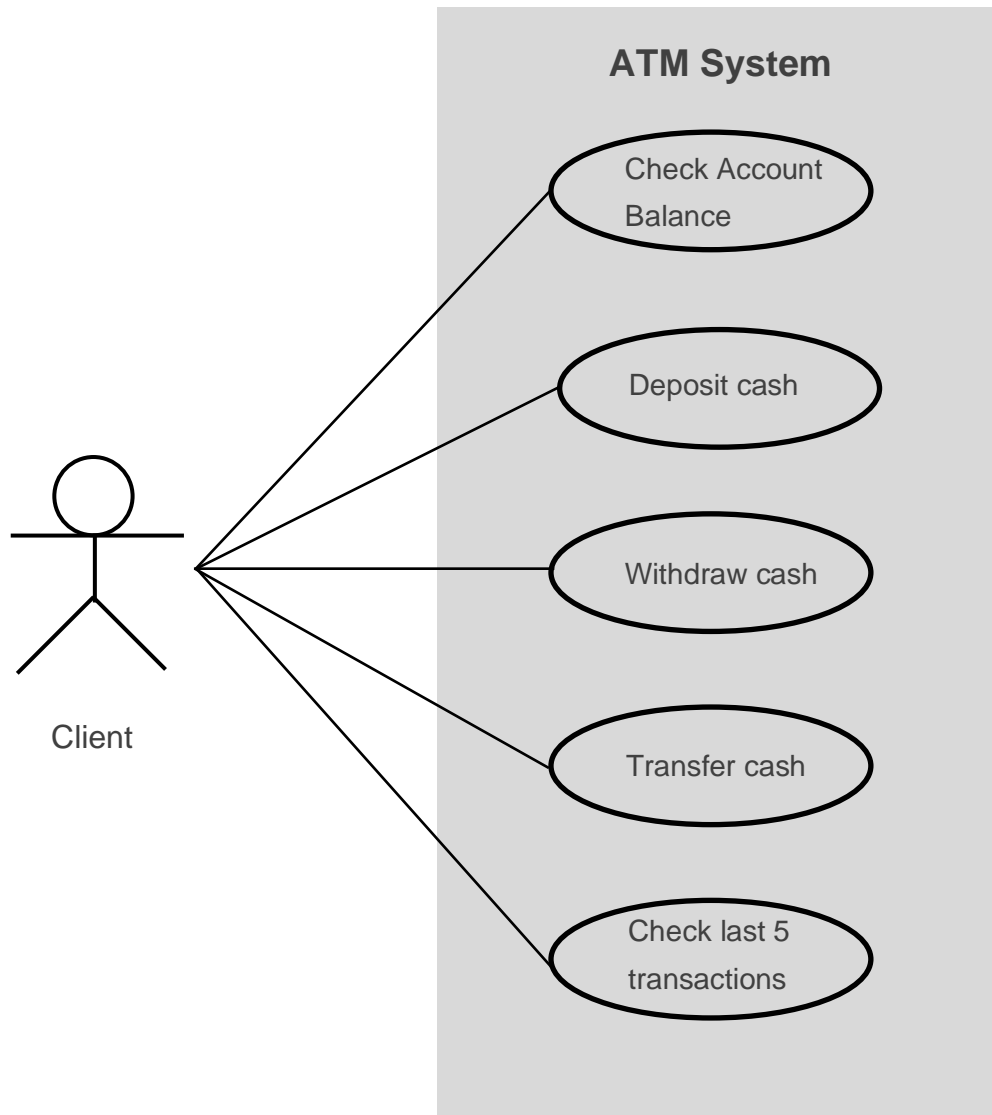 ATM System
Check Account
Balance
Deposit cash
Withdraw cash
Client
Transfer cash
Check last 5
transactions